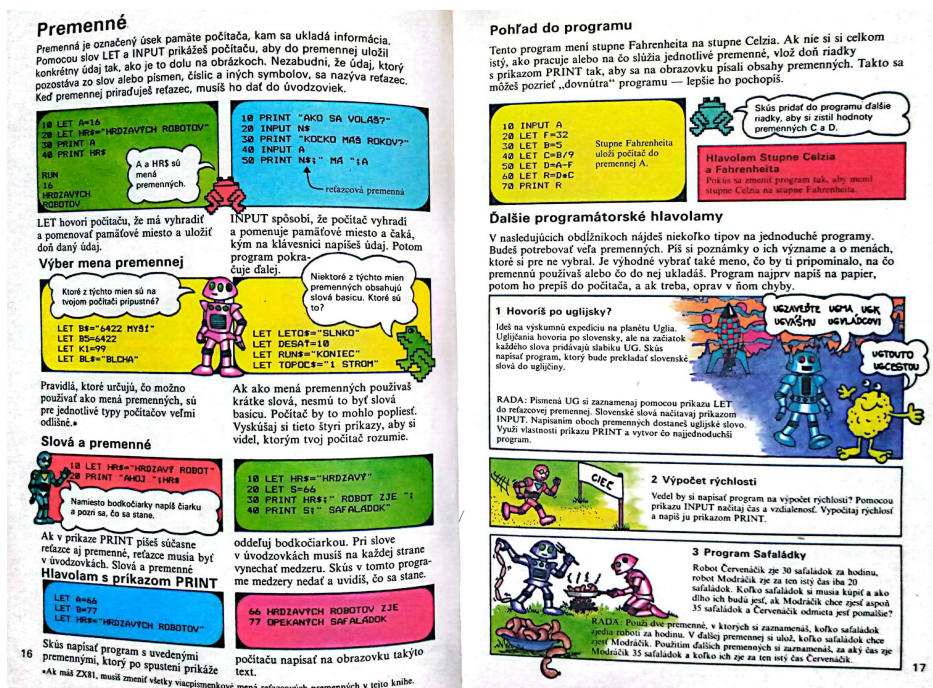 Premenné
Premenná je označený úsek pamäte počítača, kam sa ukladá informácia.
Pomocou slov LET a INPUT prikážeš počítaču, aby do premennej uložil
konkrétny údaj tak, ako je to dolu na obrázkoch. Nezabudni, že údaj, ktorý
pozostáva zo slov alebo písmen, číslic a iných symbolov, sa nazýva reťazec.
Keď premennej priraďuješ reťazec, musíš ho dať do úvodzoviek.
10 LET A=16
20 LET HR$="HRDZAVÝCH ROBOTOV"
30 PRINT A
40 PRINT HR$
RUN
16
HRDZAVÝCH
ROBOTOV
A a HR$ sú
mená
premenných.
10 PRINT "AKO SA VOLÁŠ?"
20 INPUT N$
30 PRINT "KOĽKO MÁŠ ROKOV?"
40 INPUT A
50 PRINT N$;" MÁ ";A
reťazcová premenná
LET hovorí počítaču, že má vyhradiť
a pomenovať pamäťové miesto a uložiť
doň daný údaj.
INPUT spôsobí, že počítač vyhradí
a pomenuje pamäťové miesto a čaká,
kým na klávesnici napíšeš údaj. Potom
program pokra-
čuje ďalej.
Výber mena premennej
Ktoré z týchto mien sú na
tvojom počítači prípustné?
LET B$="6422 MYŠÍ"
LET B5=6422
LET K1=99
LET BL$="BLCHA"
Niektoré z týchto mien
premenných obsahujú
slová basicu. Ktoré sú
to?
LET LETO$="SLNKO"
LET DESAT=10
LET RUN$="KONIEC"
LET TOPOC$="1 STROM"
Pravidlá, ktoré určujú, čo možno
používať ako mená premenných, sú
pre jednotlivé typy počítačov veľmi
odlišné.*
Ak ako mená premenných používaš
krátke slová, nesmú to byť slová
basicu. Počítač by to mohlo popliesť.
Vyskúšaj si tieto štyri príkazy, aby si
videl, ktorým tvoj počítač rozumie.
Slová a premenné
10 LET HR$="HRDZAVÝ ROBOT"
20 PRINT "AHOJ ";HR$
Namiesto bodkočiarky napíš čiarku
a pozri sa, čo sa stane.
10 LET HR$="HRDZAVÝ"
20 LET S=66
30 PRINT HR$;" ROBOT ZJE ";
40 PRINT S;" SAFALÁDOK"
Ak v príkaze PRINT píšeš súčasne
reťazce aj premenné, reťazce musia byť
v úvodzovkách. Slová a premenné
oddeľuj bodkočiarkou. Pri slove
v úvodzovkách musíš na každej strane
vynechať medzeru. Skús v tomto progra-
me medzery nedať a uvidíš, čo sa stane.
Hlavolam s príkazom PRINT
LET A=66
LET B=77
LET HR$="HRDZAVÝCH ROBOTOV"
66 HRDZAVÝCH ROBOTOV ZJE
77 OPEKANÝCH SAFALÁDOK
Skús napísať program s uvedenými
premennými, ktorý po spustení prikáže
počítaču napísať na obrazovku takýto
text.
16
*Ak máš ZX81, musíš zmeniť všetky viacpísmenkové mená reťazcových premenných v tejto knihe.
Pohľad do programu
Tento program mení stupne Fahrenheita na stupne Celzia. Ak nie si si celkom
istý, ako pracuje alebo na čo slúžia jednotlivé premenné, vlož doň riadky
s príkazom PRINT tak, aby sa na obrazovku písali obsahy premenných. Takto sa
môžeš pozrieť „dovnútra" programu — lepšie ho pochopíš.
10 INPUT A
20 LET F=32
30 LET B=5
40 LET C=B/9
50 LET D=A-F
60 LET R=D*C
70 PRINT R
Stupne Fahrenheita
uloží počítač do
premennej A.
Skús pridať do programu ďalšie
riadky, aby si zistil hodnoty
premenných C a D.
Hlavolam Stupne Celzia
a Fahrenheita
Pokús sa zmeniť program tak, aby menil
stupne Celzia na stupne Fahrenheita.
Ďalšie programátorské hlavolamy
V nasledujúcich obdĺžnikoch nájdeš niekoľko tipov na jednoduché programy.
Budeš potrebovať veľa premenných. Píš si poznámky o ich význame a o menách,
ktoré si pre ne vybral. Je výhodné vybrať také meno, čo by ti pripomínalo, na čo
premennú používaš alebo čo do nej ukladáš. Program najprv napíš na papier,
potom ho prepíš do počítača, a ak treba, oprav v ňom chyby.
1 Hovoríš po uglijsky?
Ideš na výskumnú expedíciu na planétu Uglia.
Uglijčania hovoria po slovensky, ale na začiatok
každého slova pridávajú slabiku UG. Skús
napísať program, ktorý bude prekladať slovenské
slová do uglijčiny.
RADA: Písmená UG si zaznamenaj pomocou príkazu LET
do reťazcovej premennej. Slovenské slová načítavaj príkazom
INPUT. Napísaním oboch premenných dostaneš uglijské slovo.
Využi vlastnosti príkazu PRINT a vytvor čo najjednoduchší
program.
UGZAVEĎTE UGMA UGK
UGVÁŠMU UGVLÁDCOVI
UGTOUTO
UGCESTOU
CIEĽ
2 Výpočet rýchlosti
Vedel by si napísať program na výpočet rýchlosti? Pomocou
príkazu INPUT načítaj čas a vzdialenosť. Vypočítaj rýchlosť
a napíš ju príkazom PRINT.
3 Program Safaládky
Robot Červenáčik zje 30 safaládok za hodinu,
robot Modráčik zje za ten istý čas iba 20
safaládok. Koľko safaládok si musia kúpiť a ako
dlho ich budú jesť, ak Modráčik chce zjesť aspoň
35 safaládok a Červenáčik odmieta jesť pomalšie?
RADA: Použi dve premenné, v ktorých si zaznamenáš, koľko safaládok
zjedia roboti za hodinu. V ďalšej premennej si ulož, koľko safaládok chce
zjesť Modráčik. Použitím ďalších premenných si zaznamenáš, za aký čas zje
Modráčik 35 safaládok a koľko ich zje za ten istý čas Červenáčik.
17